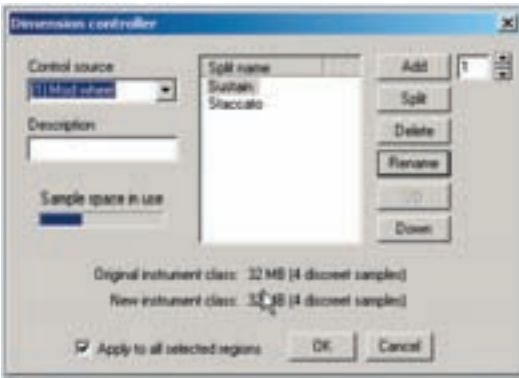 Dimension controller
Control source
[1] Mod wheel
Description
Sample space in use
Split name
Sustain
Staccato
Add
1
Split
Delete
Rename
Up
Down
Original instrument class: 32 MB (4 discreet samples)
New instrument class: 32 MB (4 discreet samples)
Apply to all selected regions
OK
Cancel